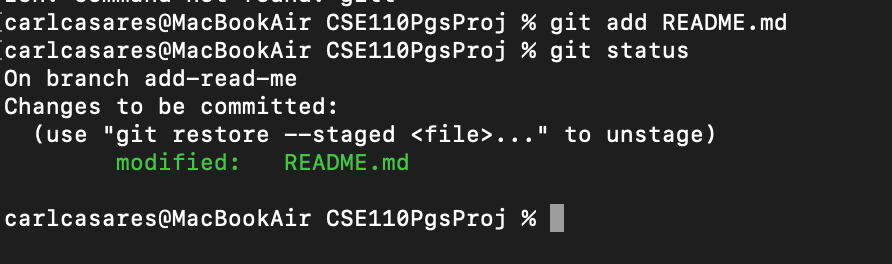 carlcasares@MacBookAir CSE110PgsProj % git add README.md
carlcasares@MacBookAir CSE110PgsProj % git status
On branch add-read-me
Changes to be committed:
  (use "git restore --staged <file>..." to unstage)
        modified:   README.md

carlcasares@MacBookAir CSE110PgsProj %